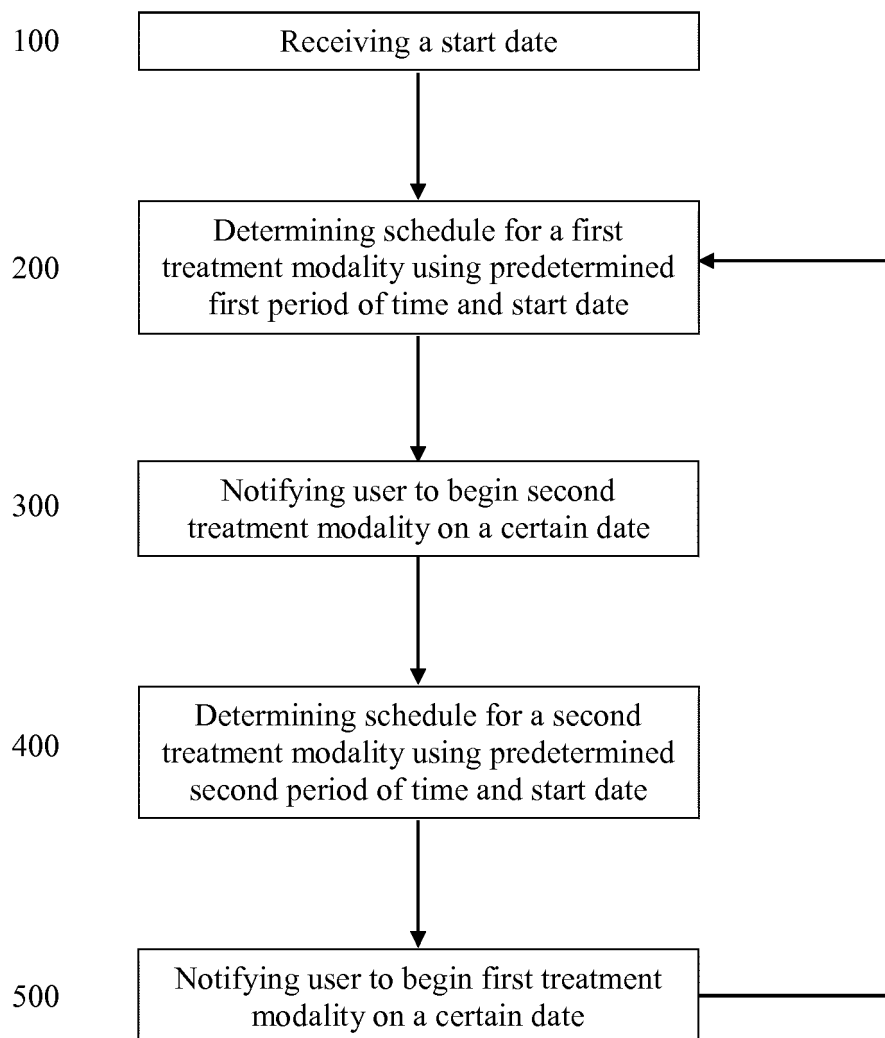 100
Receiving a start date
200
Determining schedule for a first
treatment modality using predetermined
first period of time and start date
300
Notifying user to begin second
treatment modality on a certain date
400
Determining schedule for a second
treatment modality using predetermined
second period of time and start date
500
Notifying user to begin first treatment
modality on a certain date